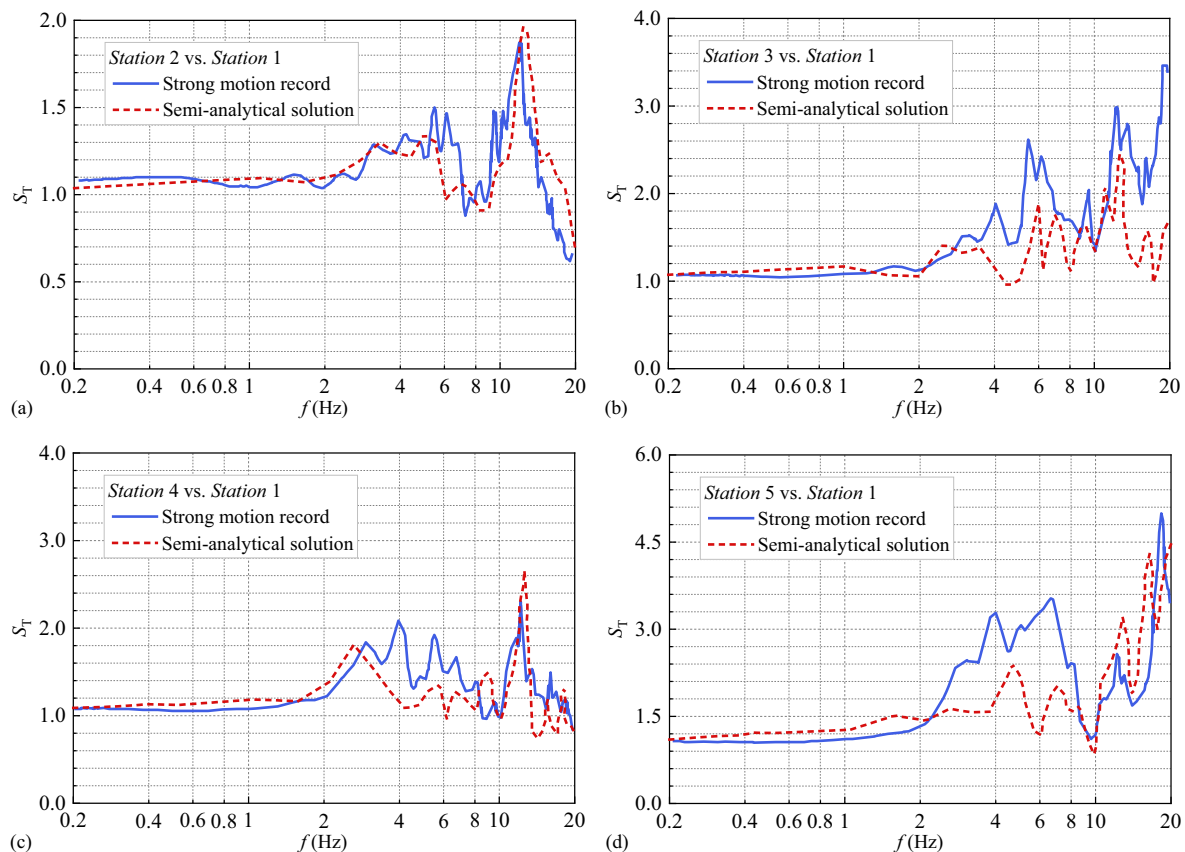 2.0
1.5
1.0
0.5
0.0
S_T
Station 2 vs. Station 1
Strong motion record
Semi-analytical solution
0.2 0.4 0.6 0.8 1 2 4 6 8 10 20
f (Hz)
(a)
4.0
3.0
2.0
1.0
0.0
S_T
Station 3 vs. Station 1
Strong motion record
Semi-analytical solution
0.2 0.4 0.6 0.8 1 2 4 6 8 10 20
f (Hz)
(b)
4.0
3.0
2.0
1.0
0.0
S_T
Station 4 vs. Station 1
Strong motion record
Semi-analytical solution
0.2 0.4 0.6 0.8 1 2 4 6 8 10 20
f (Hz)
(c)
6.0
4.5
3.0
1.5
0.0
S_T
Station 5 vs. Station 1
Strong motion record
Semi-analytical solution
0.2 0.4 0.6 0.8 1 2 4 6 8 10 20
f (Hz)
(d)